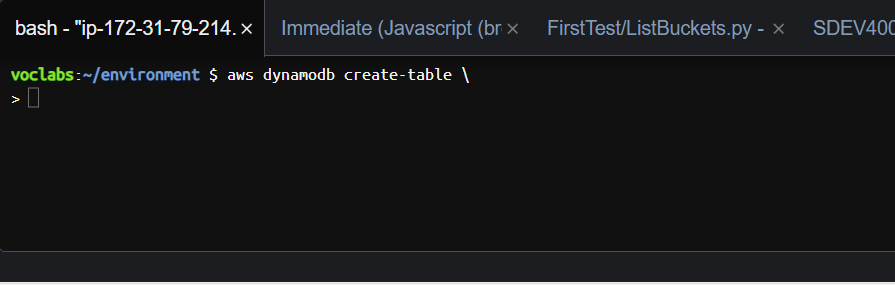 bash - "ip-172-31-79-214. × Immediate (Javascript (br × FirstTest/ListBuckets.py - × SDEV400
voclabs:~/environment $ aws dynamodb create-table \
>